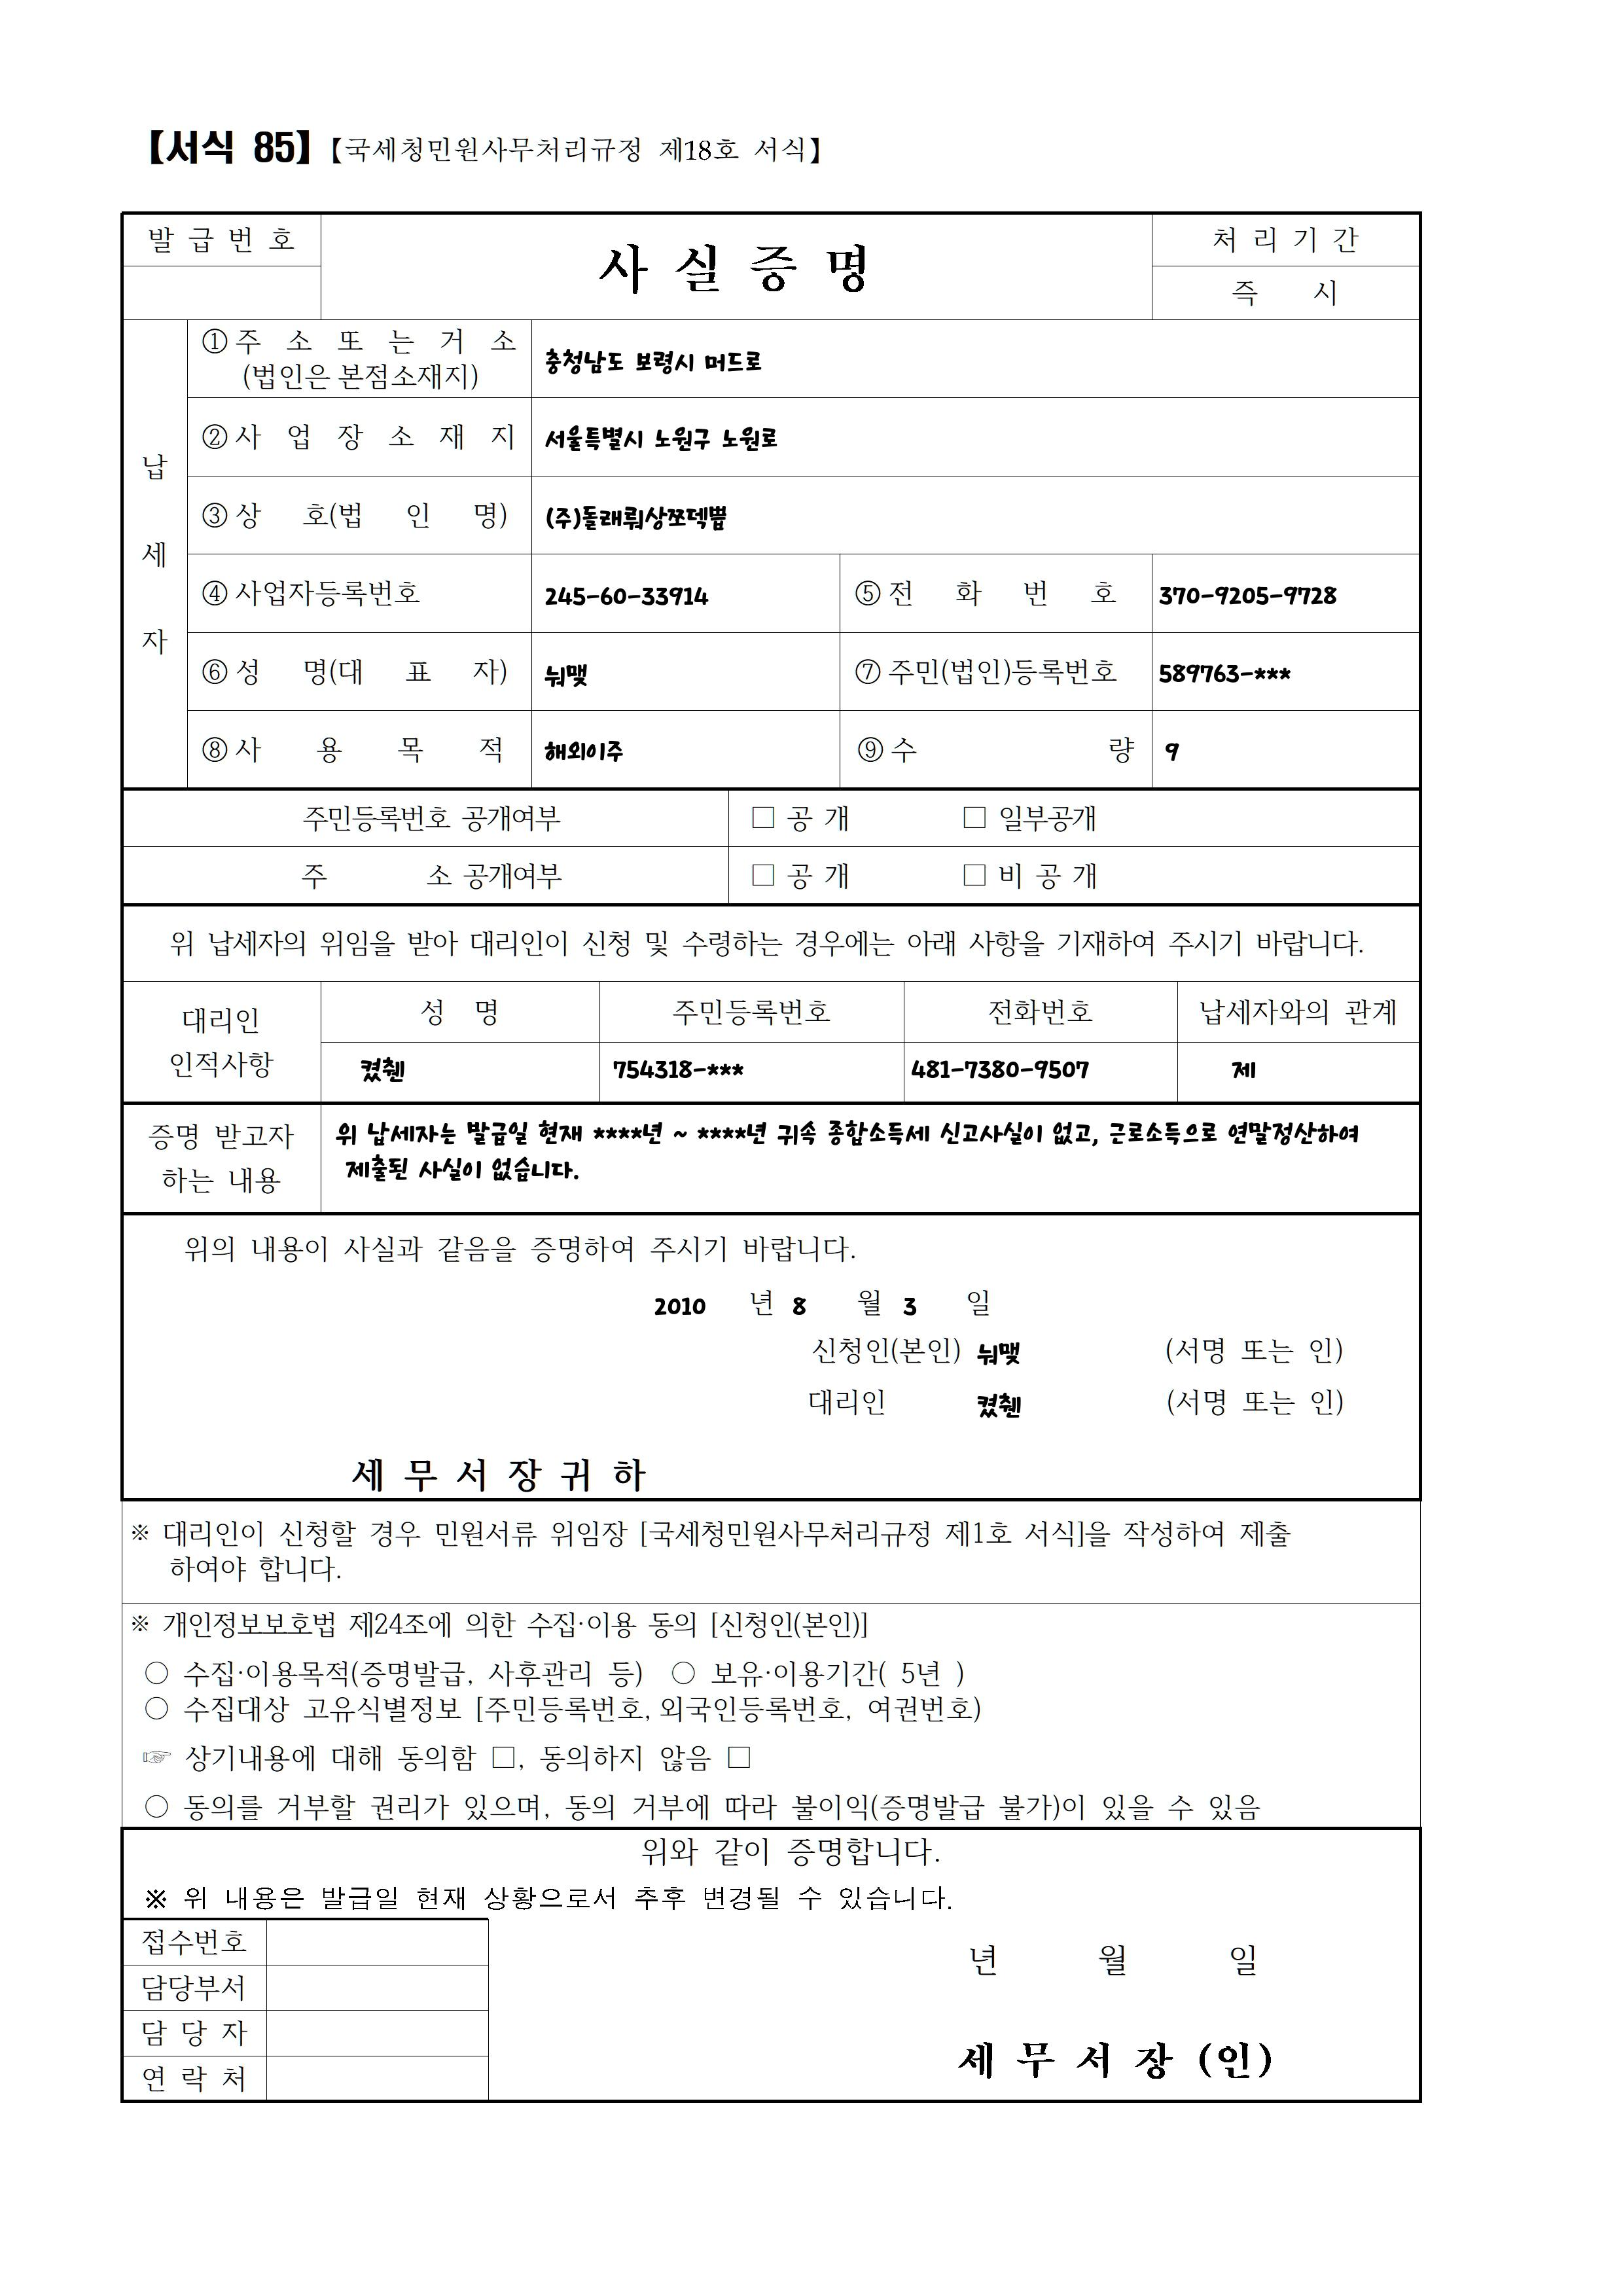 【서식 85】【국세청민원사무처리규정 제18호 서식】
발 급 번 호
사 실 증 명
처 리 기 간
즉 시
납 세 자
① 주 소 또 는 거 소
(법인은 본점소재지)
충청남도 보령시 머드로
② 사 업 장 소 재 지
서울특별시 노원구 노원로
③ 상 호(법 인 명)
(주)돌래뤄상쪼덱쁖
④ 사업자등록번호
245-60-33914
⑤ 전 화 번 호
370-9205-9728
⑥ 성 명(대 표 자)
눠맺
⑦ 주민(법인)등록번호
589763-***
⑧ 사 용 목 적
해외이주
⑨ 수 량
9
주민등록번호 공개여부
□ 공 개 □ 일부공개
주 소 공개여부
□ 공 개 □ 비 공 개
위 납세자의 위임을 받아 대리인이 신청 및 수령하는 경우에는 아래 사항을 기재하여 주시기 바랍니다.
대리인
인적사항
성 명
주민등록번호
전화번호
납세자와의 관계
켰췐
754318-***
481-7380-9507
제
증명 받고자
하는 내용
위 납세자는 발급일 현재 ****년 ~ ****년 귀속 종합소득세 신고사실이 없고, 근로소득으로 연말정산하여
제출된 사실이 없습니다.
위의 내용이 사실과 같음을 증명하여 주시기 바랍니다.
2010 년 8 월 3 일
신청인(본인) 눠맺 (서명 또는 인)
대리인 켰췐 (서명 또는 인)
세 무 서 장 귀 하
※ 대리인이 신청할 경우 민원서류 위임장 [국세청민원사무처리규정 제1호 서식]을 작성하여 제출
하여야 합니다.
※ 개인정보보호법 제24조에 의한 수집·이용 동의 [신청인(본인)]
○ 수집·이용목적(증명발급, 사후관리 등) ○ 보유·이용기간( 5년 )
○ 수집대상 고유식별정보 [주민등록번호, 외국인등록번호, 여권번호)
☞ 상기내용에 대해 동의함 □, 동의하지 않음 □
○ 동의를 거부할 권리가 있으며, 동의 거부에 따라 불이익(증명발급 불가)이 있을 수 있음
위와 같이 증명합니다.
※ 위 내용은 발급일 현재 상황으로서 추후 변경될 수 있습니다.
접수번호
담당부서
담 당 자
연 락 처
년 월 일
세 무 서 장 (인)